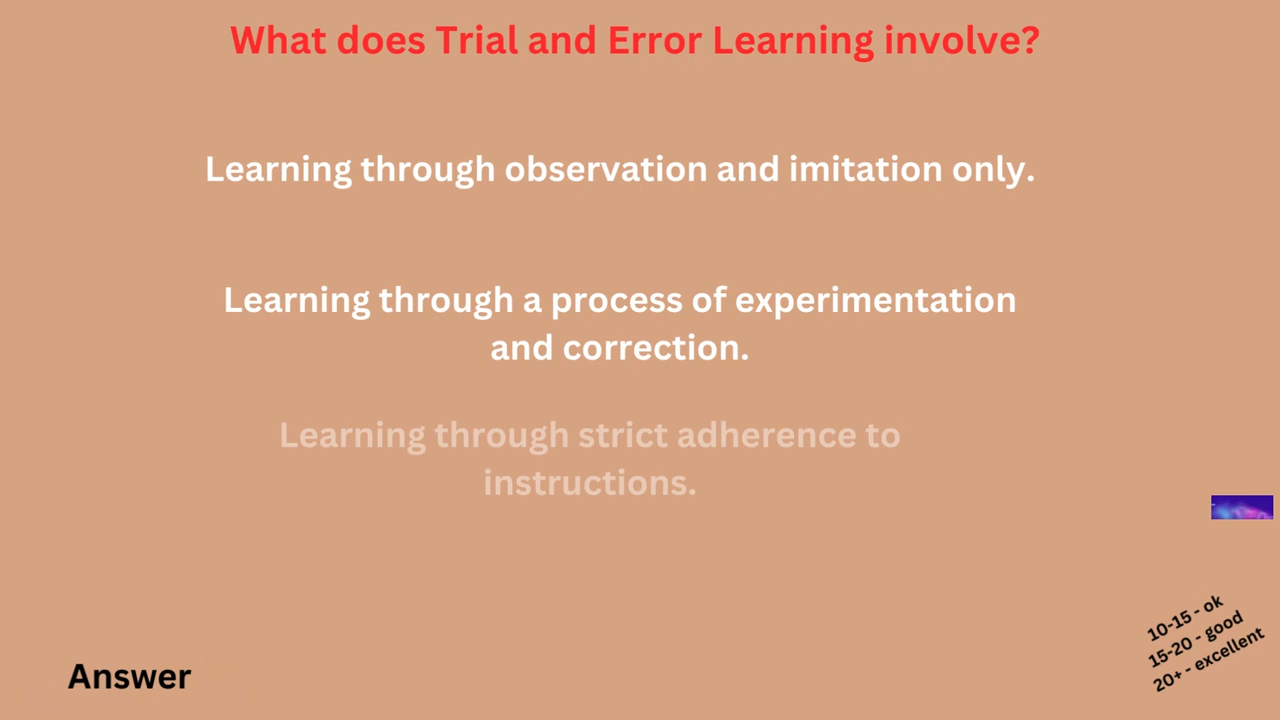 What does Trial and Error Learning involve?
Learning through observation and imitation only.
Learning through a process of experimentation
and correction.
Learning through strict adherence to
instructions.
10-15 - ok
15-20 - good
20+ - excellent
Answer